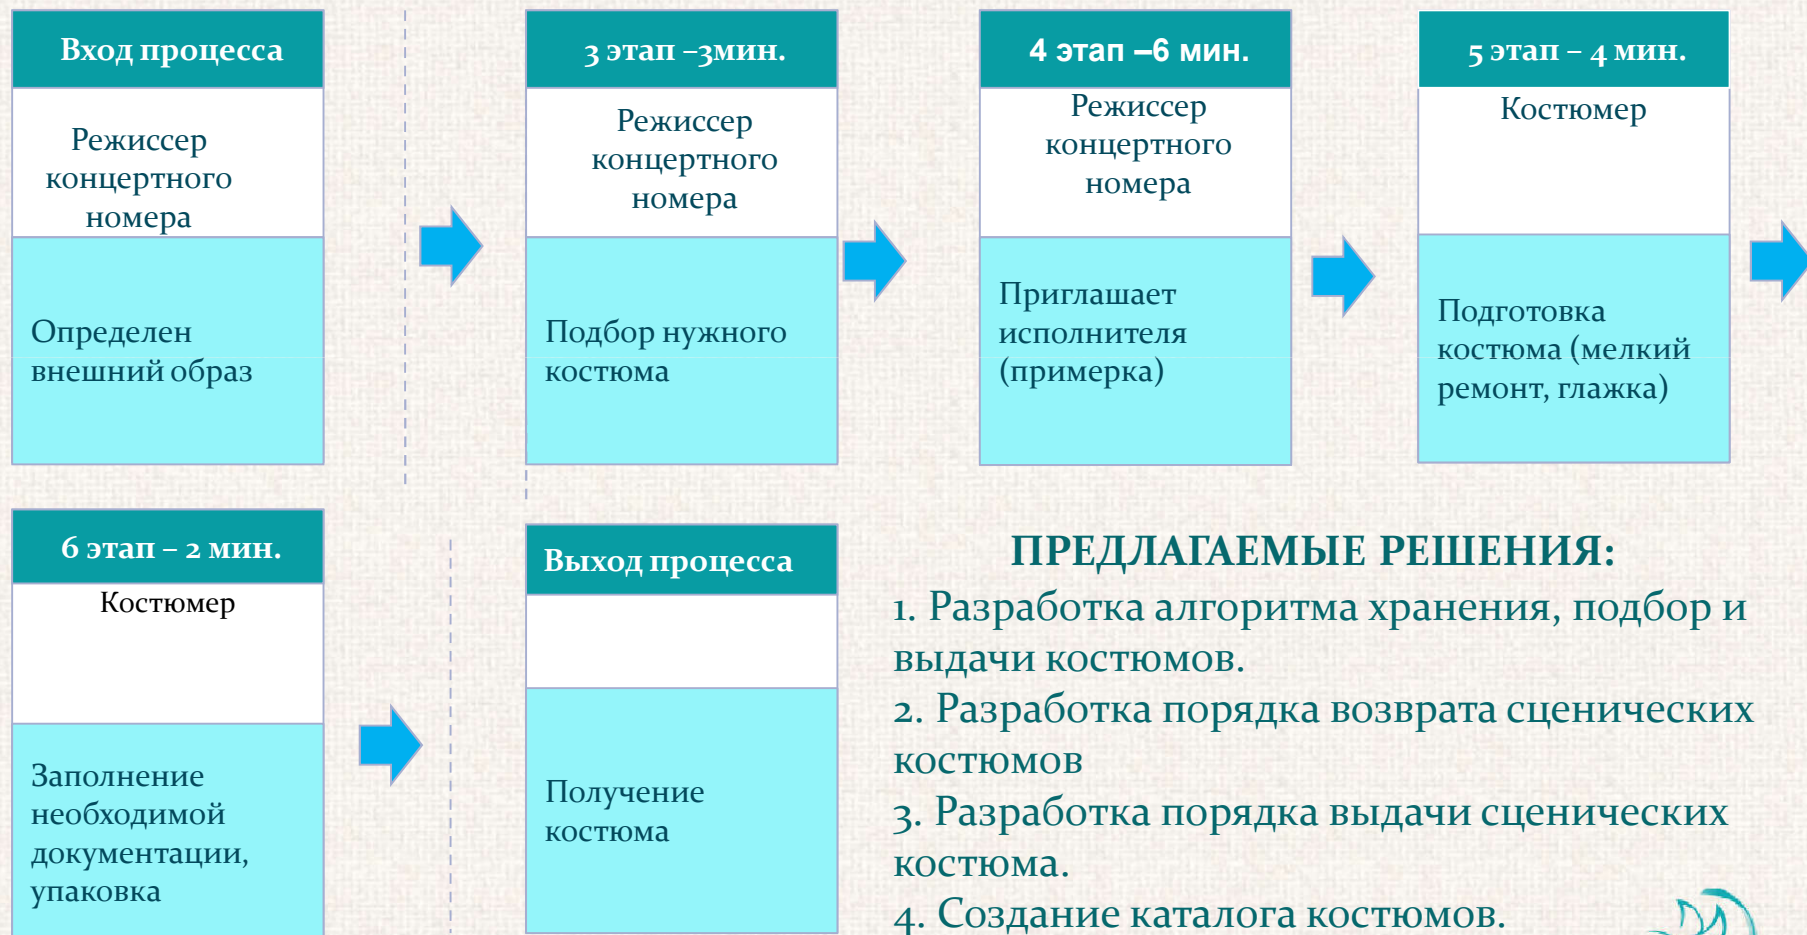 Вход процесса
Режиссер
концертного
номера
Определен
внешний образ
3 этап –3мин.
Режиссер
концертного
номера
Подбор нужного
костюма
4 этап –6 мин.
Режиссер
концертного
номера
Приглашает
исполнителя
(примерка)
5 этап – 4 мин.
Костюмер
Подготовка
костюма (мелкий
ремонт, глажка)
6 этап – 2 мин.
Костюмер
Заполнение
необходимой
документации,
упаковка
Выход процесса
Получение
костюма
ПРЕДЛАГАЕМЫЕ РЕШЕНИЯ:
1. Разработка алгоритма хранения, подбор и
выдачи костюмов.
2. Разработка порядка возврата сценических
костюмов
3. Разработка порядка выдачи сценических
костюма.
4. Создание каталога костюмов.